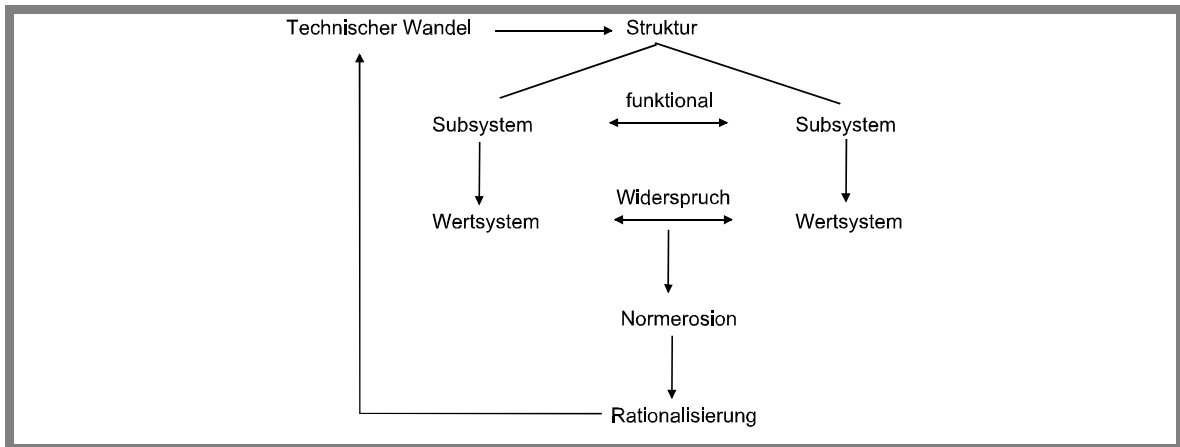 Technischer Wandel
Struktur
funktional
Subsystem
Subsystem
Widerspruch
Wertsystem
Wertsystem
Normerosion
Rationalisierung